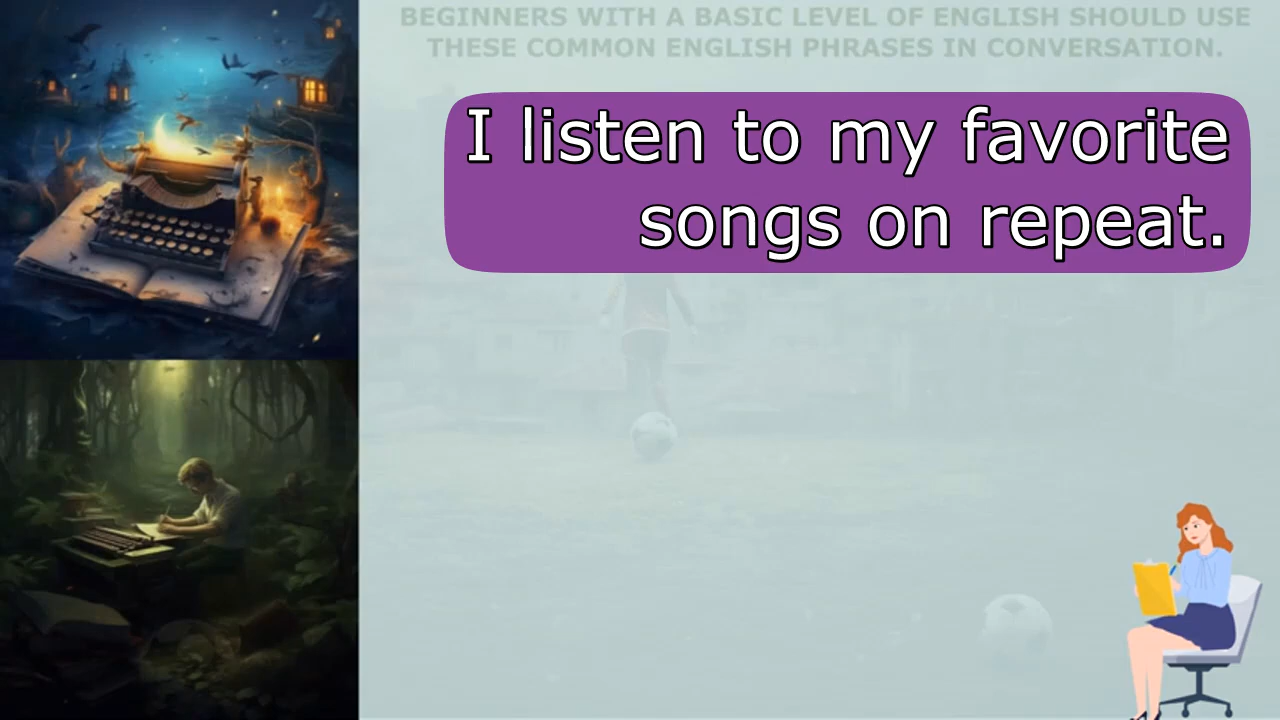 BEGINNERS WITH A BASIC LEVEL OF ENGLISH SHOULD USE
THESE COMMON ENGLISH PHRASES IN CONVERSATION.
I listen to my favorite
songs on repeat.